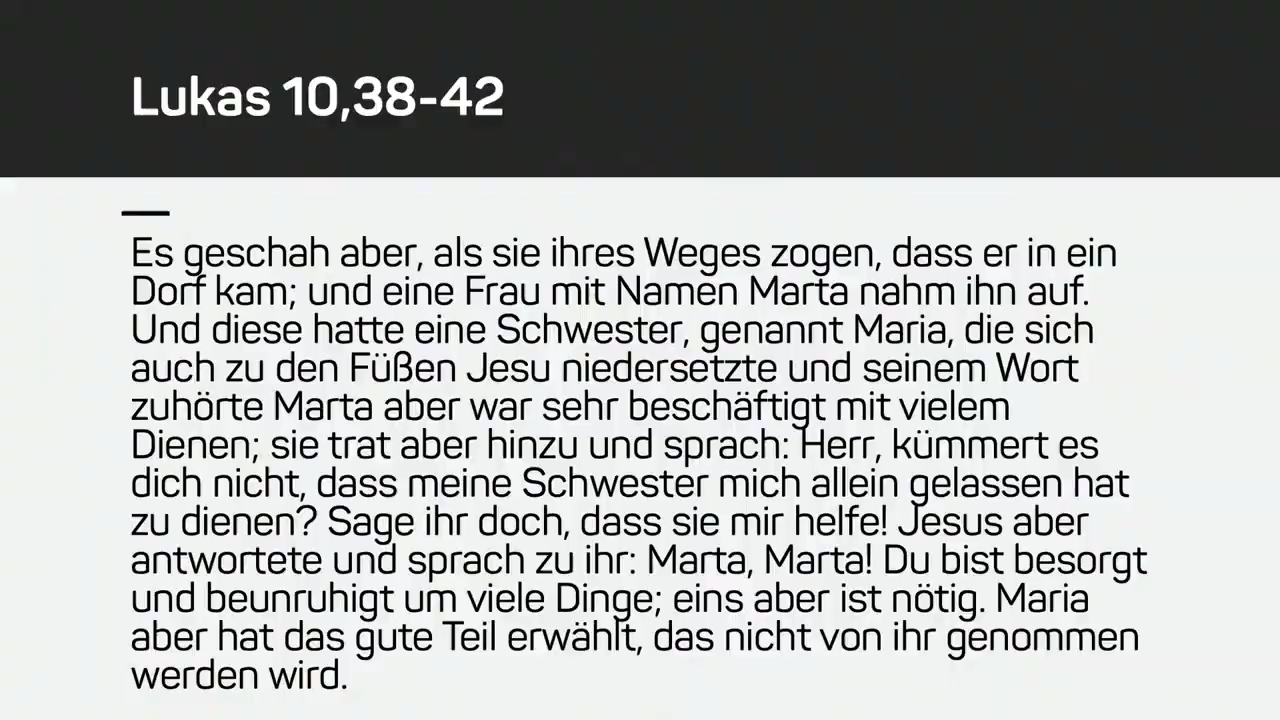 Lukas 10,38-42
Es geschah aber, als sie ihres Weges zogen, dass er in ein
Dorf kam; und eine Frau mit Namen Marta nahm ihn auf.
Und diese hatte eine Schwester, genannt Maria, die sich
auch zu den Füßen Jesu niedersetzte und seinem Wort
zuhörte Marta aber war sehr beschäftigt mit vielem
Dienen; sie trat aber hinzu und sprach: Herr, kümmert es
dich nicht, dass meine Schwester mich allein gelassen hat
zu dienen? Sage ihr doch, dass sie mir helfe! Jesus aber
antwortete und sprach zu ihr: Marta, Marta! Du bist besorgt
und beunruhigt um viele Dinge; eins aber ist nötig. Maria
aber hat das gute Teil erwählt, das nicht von ihr genommen
werden wird.